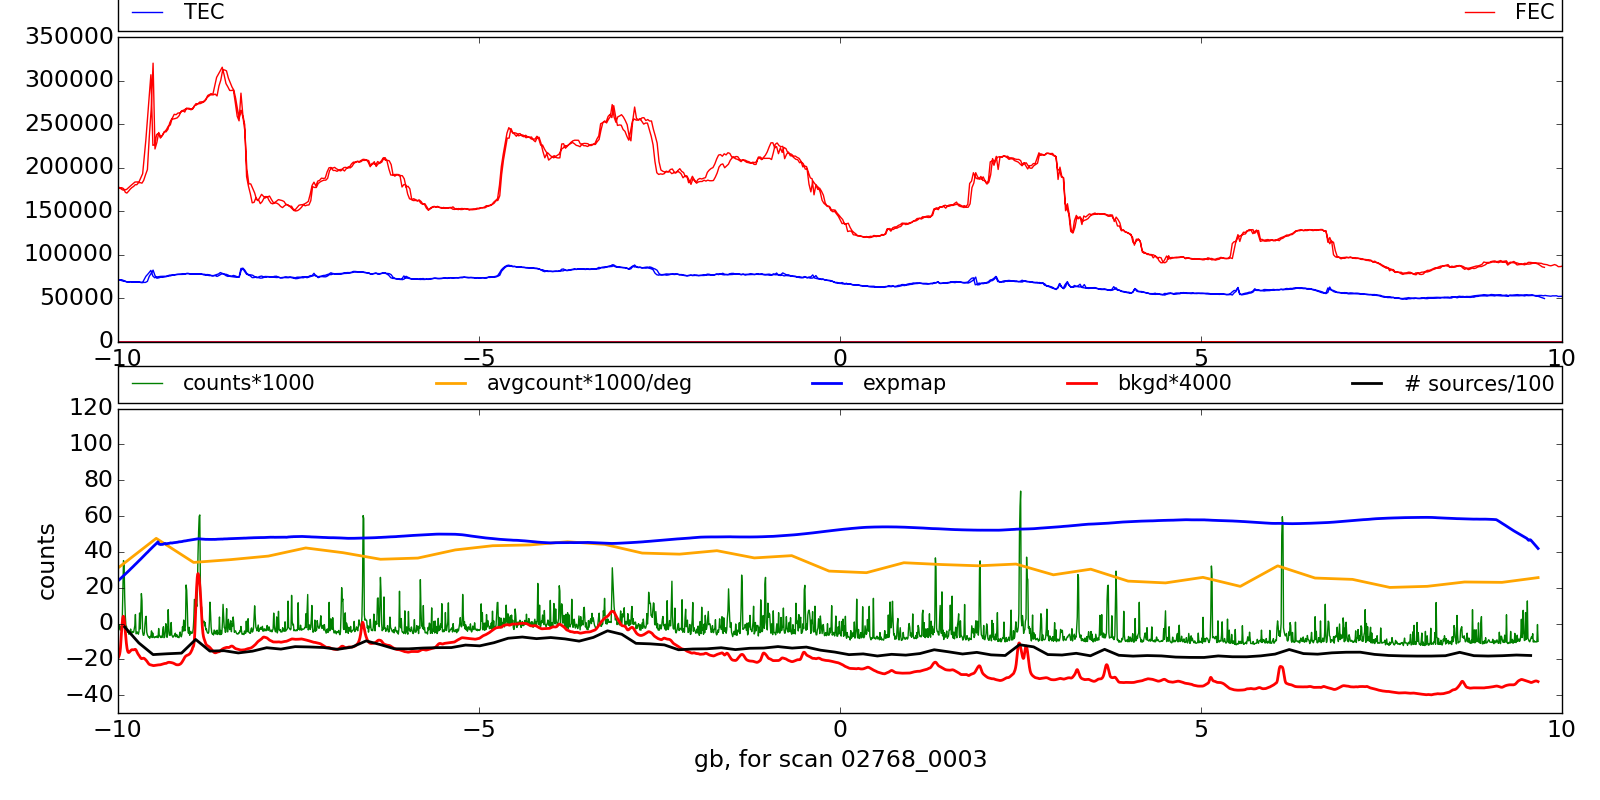 TEC FEC
350000
300000
250000
200000
150000
100000
50000
0
−10 −5 0 5 10
counts*1000 avgcount*1000/deg expmap bkgd*4000 # sources/100
120
100
80
60
40
20
0
−20
−40
counts
−10 −5 0 5 10
gb, for scan 02768_0003